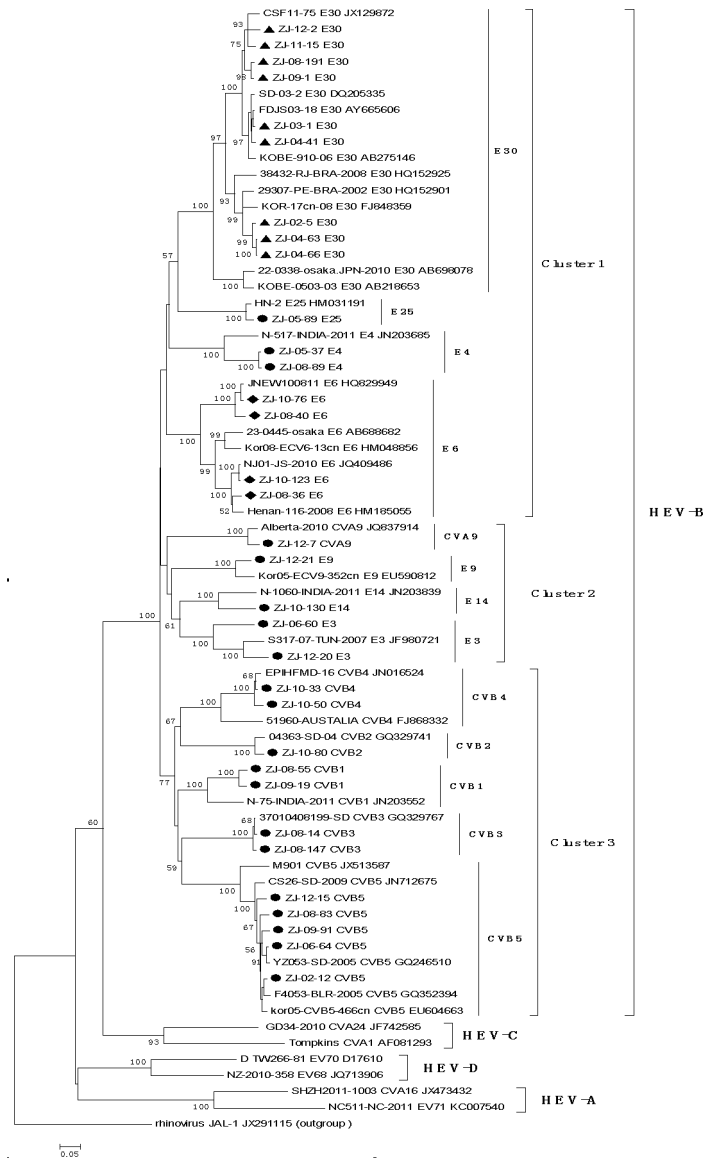 CSF11-75 E30 JX129872
93
ZJ-12-2 E30
75
ZJ-11-15 E30
ZJ-08-191 E30
98
ZJ-09-1 E30
100
SD-03-2 E30 DQ205335
FDJS03-18 E30 AY665606
ZJ-03-1 E30
97
97
ZJ-04-41 E30
E30
KOBE-910-06 E30 AB275146
38432-RJ-BRA-2008 E30 HQ152925
29307-PE-BRA-2002 E30 HQ152901
93
KOR-17cn-08 E30 FJ848359
100
99
ZJ-02-5 E30
99
ZJ-04-63 E30
100
ZJ-04-66 E30
57
Cluster 1
22-0338-osaka.JPN-2010 E30 AB698078
100
KOBE-0503-03 E30 AB218653
HN-2 E25 HM031191
E25
100
ZJ-05-89 E25
N-517-INDIA-2011 E4 JN203685
100
ZJ-05-37 E4
E4
100
ZJ-08-89 E4
JNEW100811 E6 HQ829949
100
100
ZJ-10-76 E6
ZJ-08-40 E6
99
23-0445-osaka E6 AB688682
100
Kor08-ECV6-13cn E6 HM048856
E6
99
100
NJ01-JS-2010 E6 JQ409486
ZJ-10-123 E6
100
ZJ-08-36 E6
52
Henan-116-2008 E6 HM185055
HEV-B
Alberta-2010 CVA9 JQ837914
100
ZJ-12-7 CVA9
CVA9
ZJ-12-21 E9
100
Kor05-ECV9-352cn E9 EU590812
E9
N-1060-INDIA-2011 E14 JN203839
Cluster 2
100
ZJ-10-130 E14
E14
100
61
ZJ-06-60 E3
100
S317-07-TUN-2007 E3 JF980721
E3
100
ZJ-12-20 E3
EPIHFMD-16 CVB4 JN016524
68
100
ZJ-10-33 CVB4
CVB4
ZJ-10-50 CVB4
67
51960-AUSTALIA CVB4 FJ868332
04363-SD-04 CVB2 GQ329741
CVB2
100
ZJ-10-80 CVB2
77
100
ZJ-08-55 CVB1
100
ZJ-09-19 CVB1
CVB1
N-75-INDIA-2011 CVB1 JN203552
37010408199-SD CVB3 GQ329767
68
100
ZJ-08-14 CVB3
CVB3
60
ZJ-08-147 CVB3
Cluster 3
59
M901 CVB5 JX513587
100
CS26-SD-2009 CVB5 JN712675
ZJ-12-15 CVB5
100
ZJ-08-83 CVB5
67
ZJ-09-91 CVB5
56
ZJ-06-64 CVB5
CVB5
91
YZ053-SD-2005 CVB5 GQ246510
ZJ-02-12 CVB5
F4053-BLR-2005 CVB5 GQ352394
kor05-CVB5-466cn CVB5 EU604663
GD34-2010 CVA24 JF742585
HEV-C
93
Tompkins CVA1 AF081293
D TW266-81 EV70 D17610
100
HEV-D
NZ-2010-358 EV68 JQ713906
SHZH2011-1003 CVA16 JX473432
HEV-A
100
NC511-NC-2011 EV71 KC007540
rhinovirus JAL-1 JX291115 (outgroup )
0.05